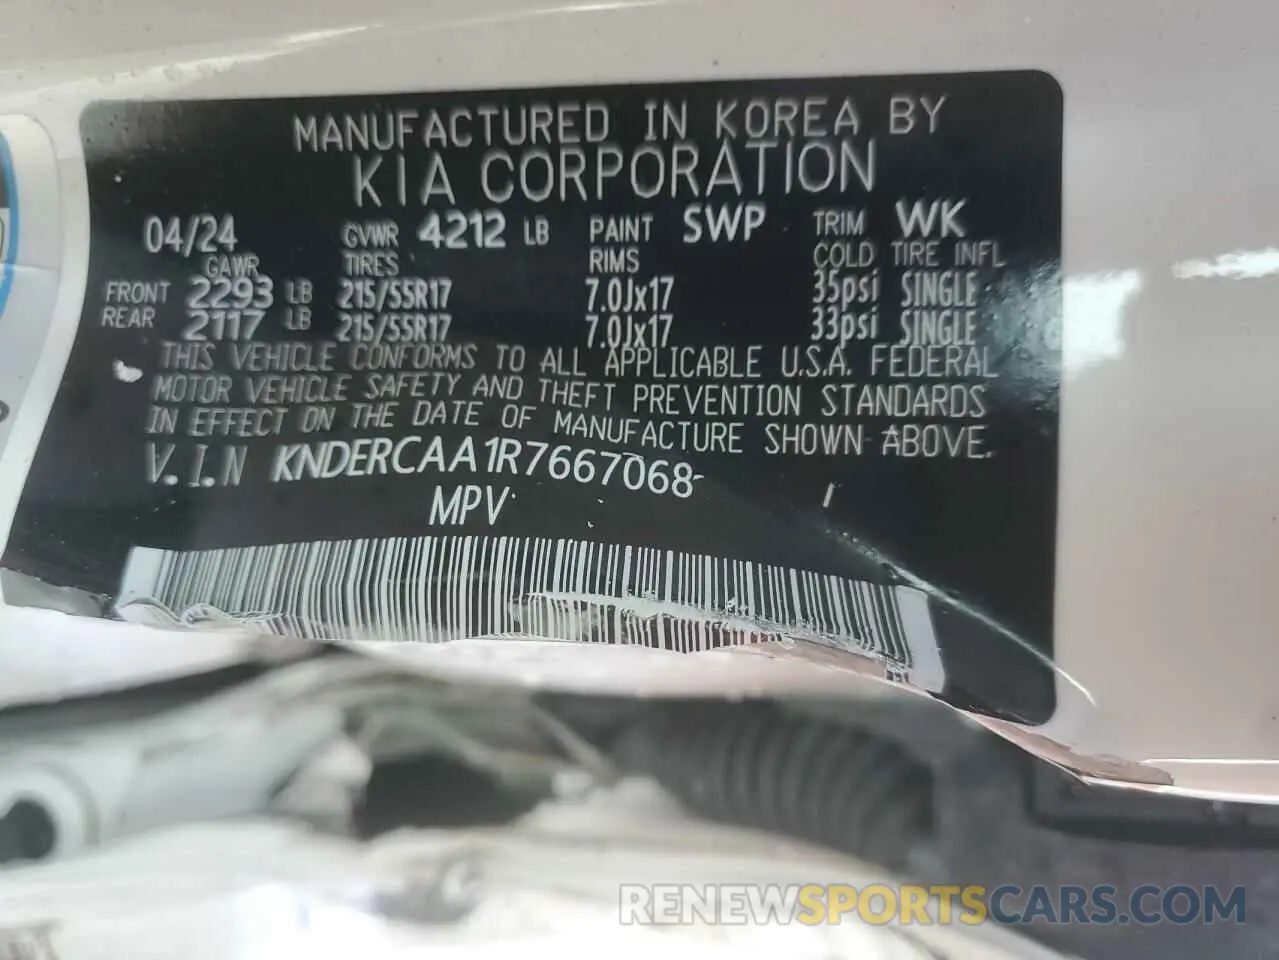 MANUFACTURED IN KOREA BY
KIA CORPORATION
04/24 GVWR 4212 LB PAINT SWP TRIM WK
GAWR TIRES RIMS COLD TIRE INFL
FRONT 2293 LB 215/55R17 7.0Jx17 35psi SINGLE
REAR 2117 LB 215/55R17 7.0Jx17 33psi SINGLE
THIS VEHICLE CONFORMS TO ALL APPLICABLE U.S.A. FEDERAL
MOTOR VEHICLE SAFETY AND THEFT PREVENTION STANDARDS
IN EFFECT ON THE DATE OF MANUFACTURE SHOWN ABOVE.
V.I.N KNDERCAA1R7667068
MPV
RENEWSPORTSCARS.COM